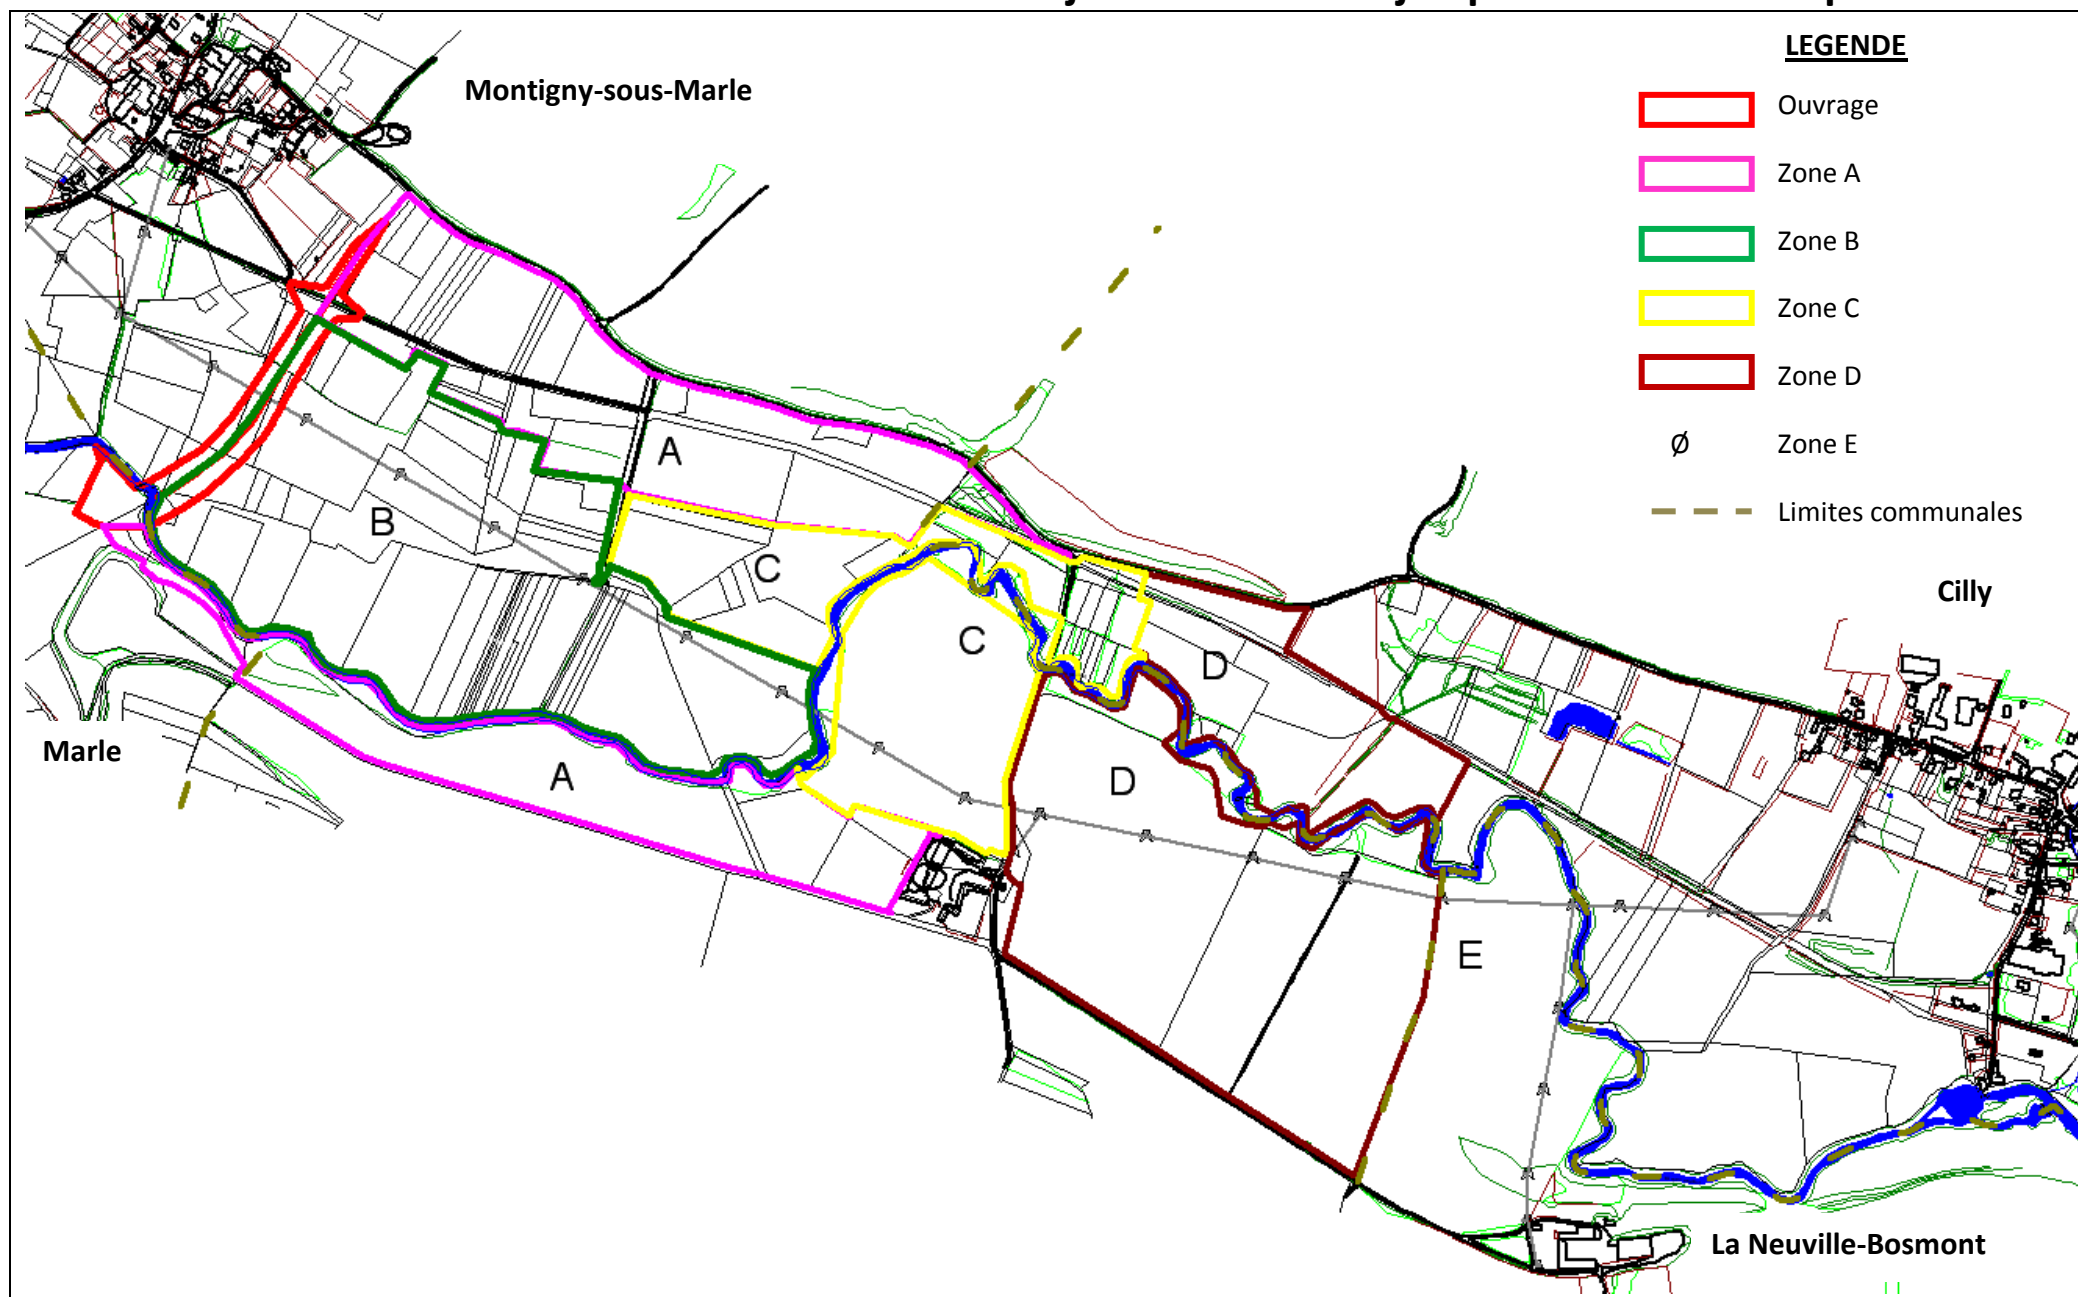 LEGENDE
Montigny-sous-Marle
Ouvrage
Zone A
Zone B
Zone C
Zone D
Ø Zone E
Limites communales
A
B
C
Cilly
C
D
Marle
A
D
E
La Neuville-Bosmont